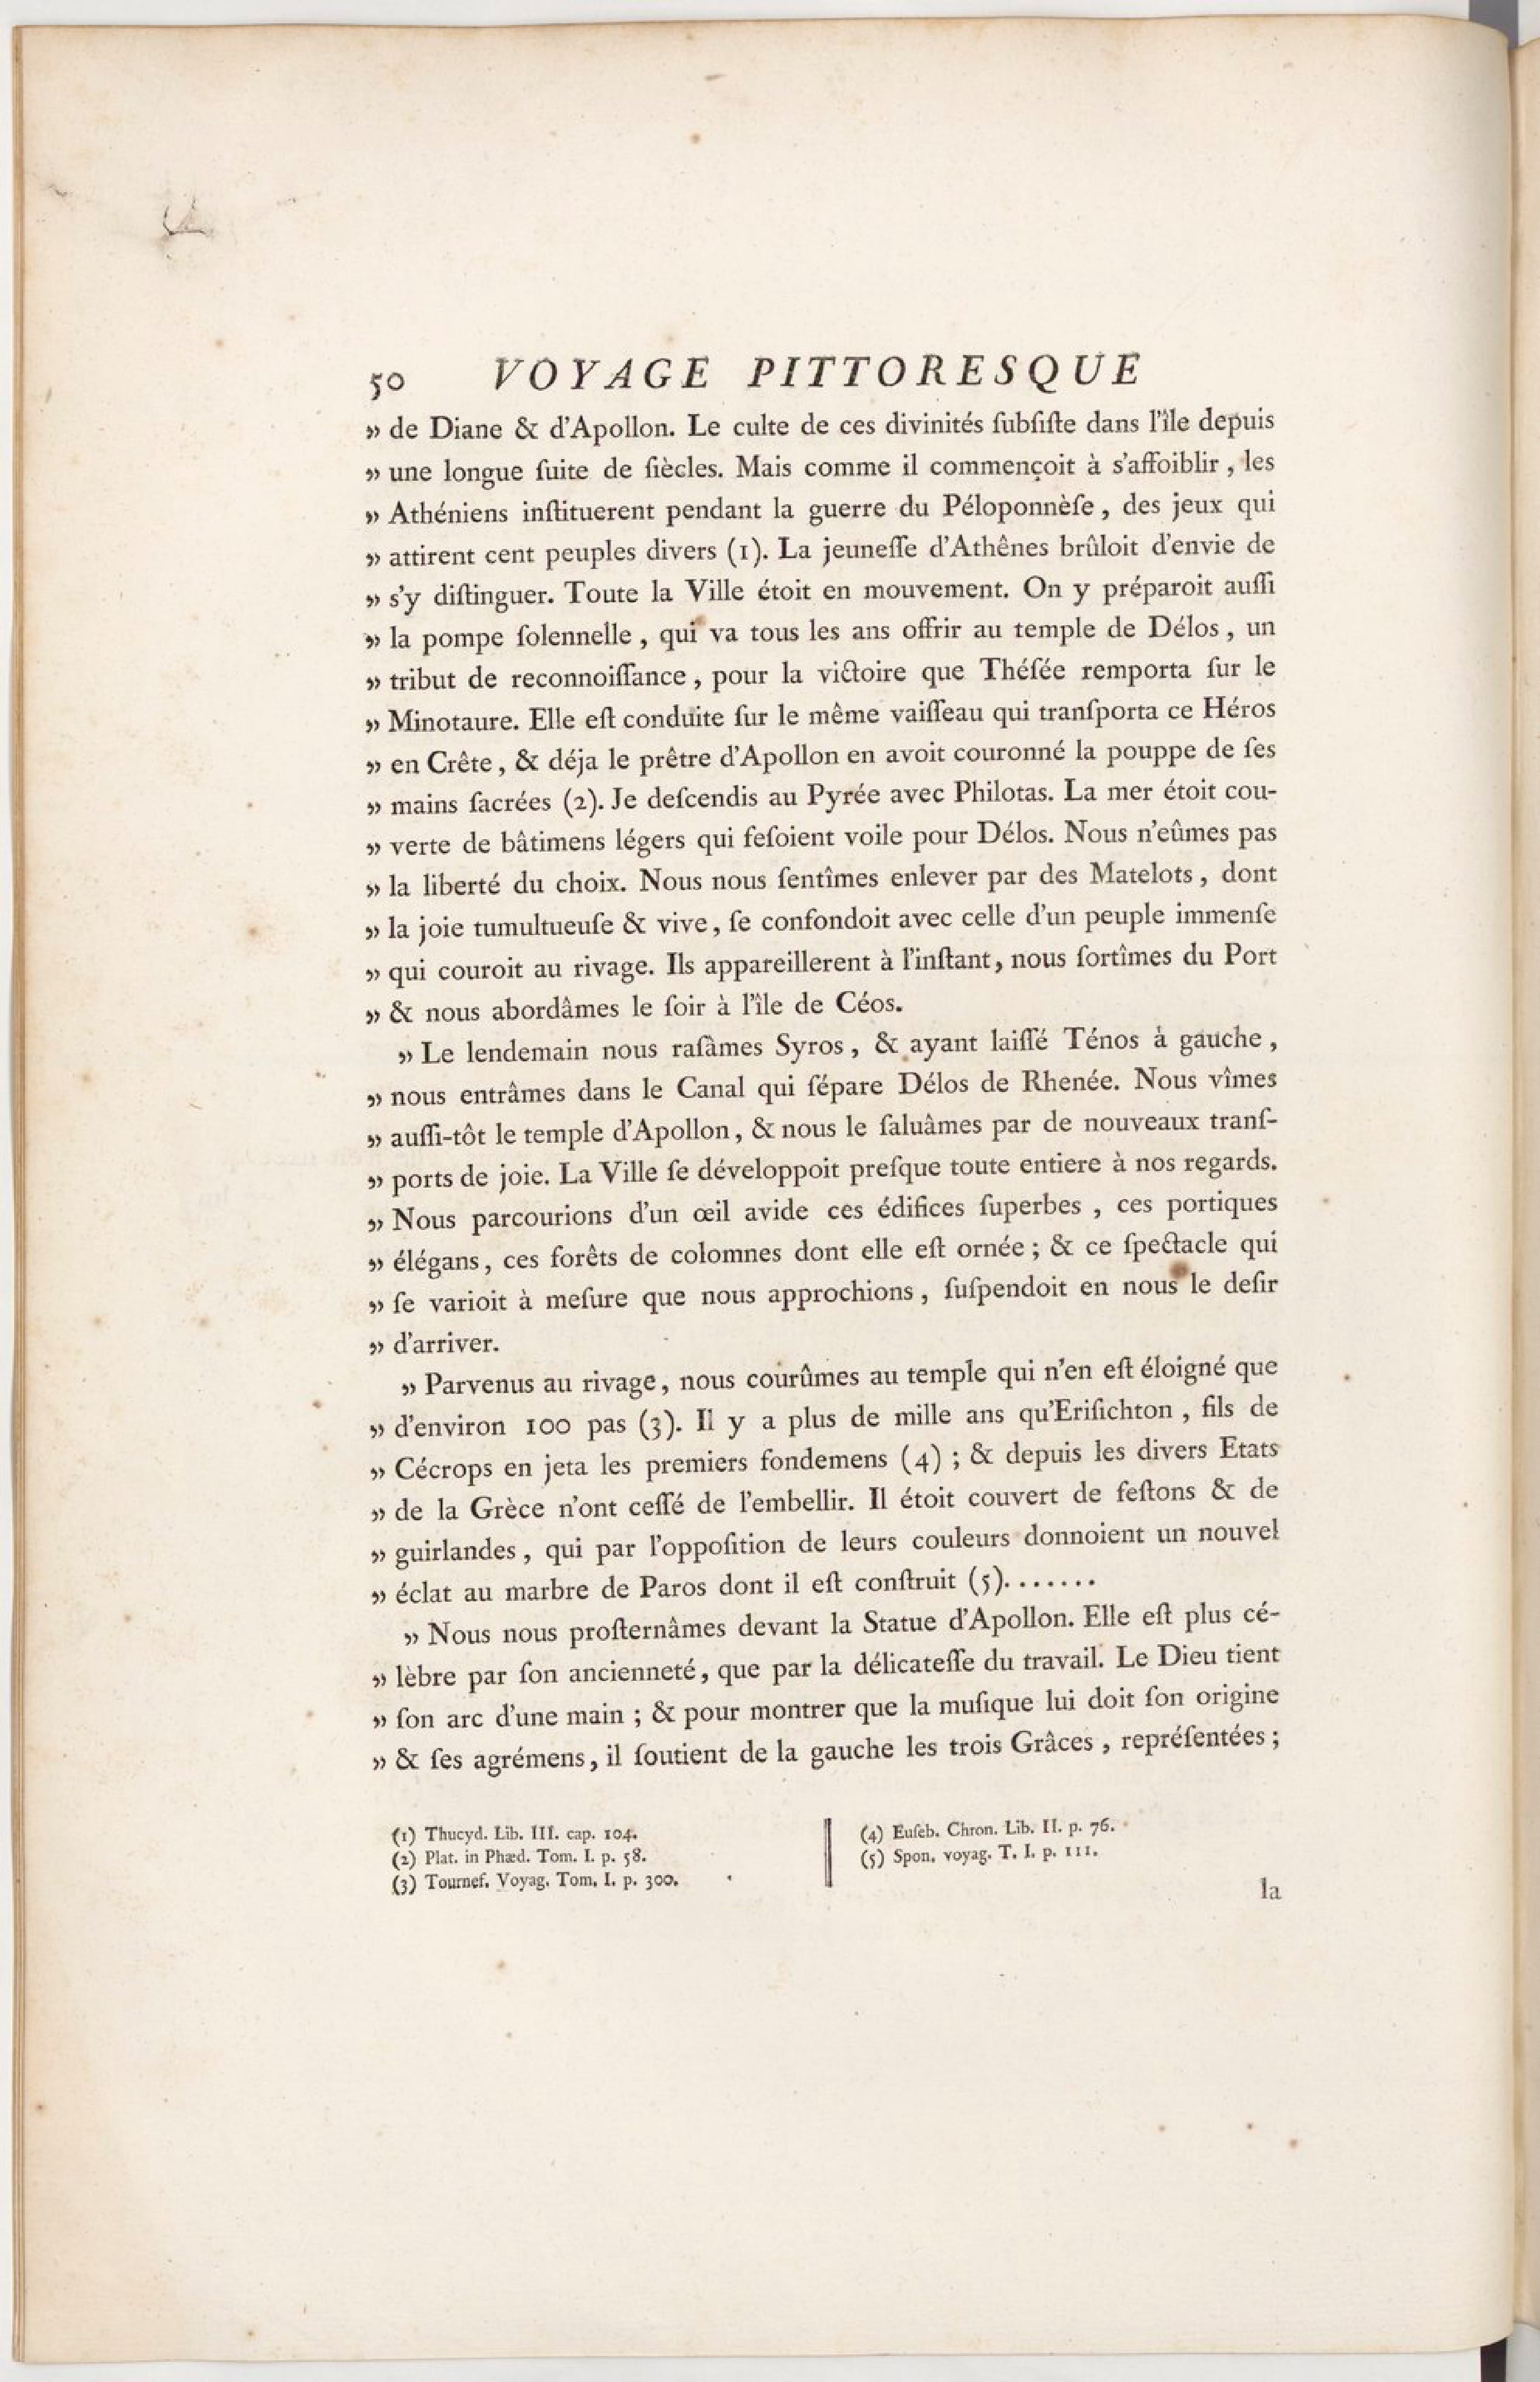 50 VOYAGE PITTORESQUE
» de Diane & d'Apollon. Le culte de ces divinités ſubſiſte dans l'île depuis
» une longue ſuite de ſiècles. Mais comme il commençoit à s'affoiblir , les
» Athéniens inſtituerent pendant la guerre du Péloponnèſe , des jeux qui
» attirent cent peuples divers (1). La jeuneſſe d'Athênes brûloit d'envie de
» s'y diſtinguer. Toute la Ville étoit en mouvement. On y préparoit auſſi
» la pompe ſolennelle , qui va tous les ans offrir au temple de Délos , un
» tribut de reconnoiſſance , pour la victoire que Théſée remporta ſur le
» Minotaure. Elle eſt conduite ſur le même vaiſſeau qui tranſporta ce Héros
» en Crête , & déja le prêtre d'Apollon en avoit couronné la pouppe de ſes
» mains ſacrées (2). Je deſcendis au Pyrée avec Philotas. La mer étoit cou-
» verte de bâtimens légers qui feſoient voile pour Délos. Nous n'eûmes pas
» la liberté du choix. Nous nous ſentîmes enlever par des Matelots , dont
» la joie tumultueuſe & vive , ſe confondoit avec celle d'un peuple immenſe
» qui couroit au rivage. Ils appareillerent à l'inſtant, nous ſortîmes du Port
» & nous abordâmes le ſoir à l'île de Céos.
» Le lendemain nous raſâmes Syros , & ayant laiſſé Ténos à gauche ,
» nous entrâmes dans le Canal qui ſépare Délos de Rhenée. Nous vîmes
» auſſi-tôt le temple d'Apollon , & nous le ſaluâmes par de nouveaux tranſ-
» ports de joie. La Ville ſe développoit preſque toute entiere à nos regards.
» Nous parcourions d'un œil avide ces édifices ſuperbes , ces portiques
» élégans , ces forêts de colomnes dont elle eſt ornée ; & ce ſpectacle qui
» ſe varioit à meſure que nous approchions , ſuſpendoit en nous le deſir
» d'arriver.
» Parvenus au rivage , nous courûmes au temple qui n'en eſt éloigné que
» d'environ 100 pas (3). Il y a plus de mille ans qu'Eriſichton , fils de
» Cécrops en jeta les premiers fondemens (4) ; & depuis les divers Etats
» de la Grèce n'ont ceſſé de l'embellir. Il étoit couvert de feſtons & de
» guirlandes , qui par l'oppoſition de leurs couleurs donnoient un nouvel
» éclat au marbre de Paros dont il eſt conſtruit (5). . . . . . .
» Nous nous proſternâmes devant la Statue d'Apollon. Elle eſt plus cé-
» lèbre par ſon ancienneté, que par la délicateſſe du travail. Le Dieu tient
» ſon arc d'une main ; & pour montrer que la muſique lui doit ſon origine
» & ſes agrémens , il ſoutient de la gauche les trois Grâces , repréſentées ;
(1) Thucyd. Lib. III. cap. 104.
(2) Plat. in Phæd. Tom. I. p. 58.
(3) Tournef. Voyag. Tom. I. p. 300.
(4) Euſeb. Chron. Lib. II. p. 76.
(5) Spon. voyag. T. I. p. 111.
la